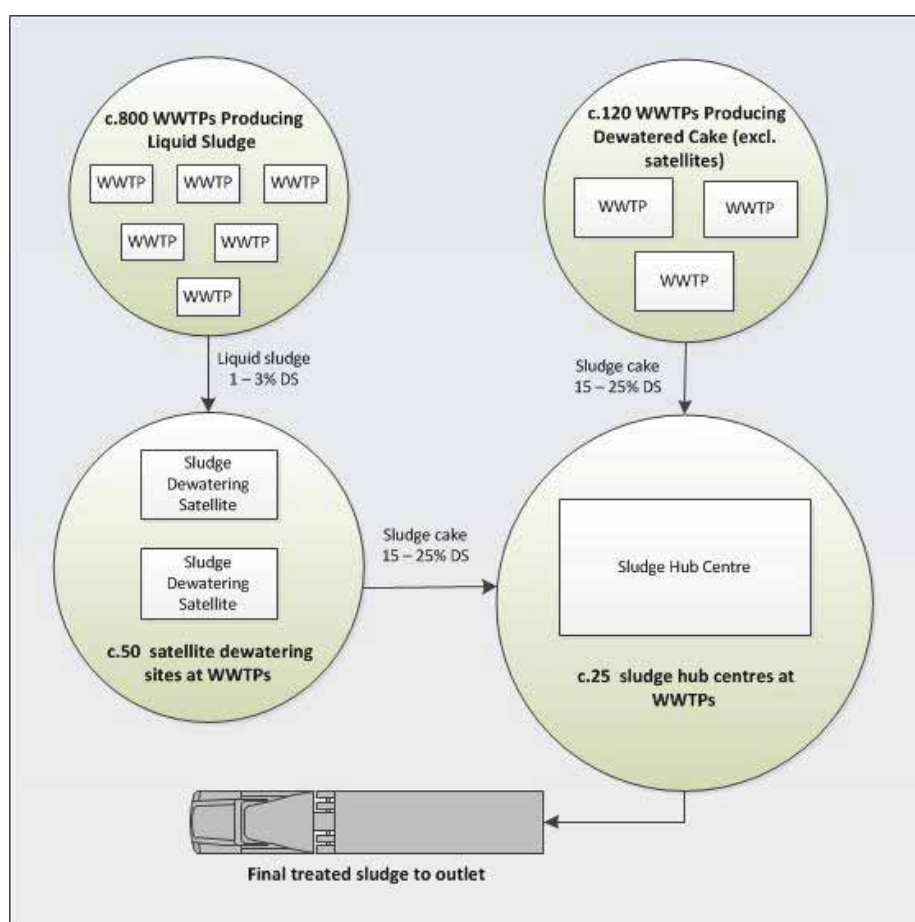 c.800 WWTPs Producing
Liquid Sludge
WWTP
WWTP
WWTP
WWTP
WWTP
WWTP
c.120 WWTPs Producing
Dewatered Cake (excl.
satellites)
WWTP
WWTP
WWTP
Liquid sludge
1 – 3% DS
Sludge cake
15 – 25% DS
Sludge
Dewatering
Satellite
Sludge
Dewatering
Satellite
c.50 satellite dewatering
sites at WWTPs
Sludge cake
15 – 25% DS
Sludge Hub Centre
c.25 sludge hub centres at
WWTPs
Final treated sludge to outlet